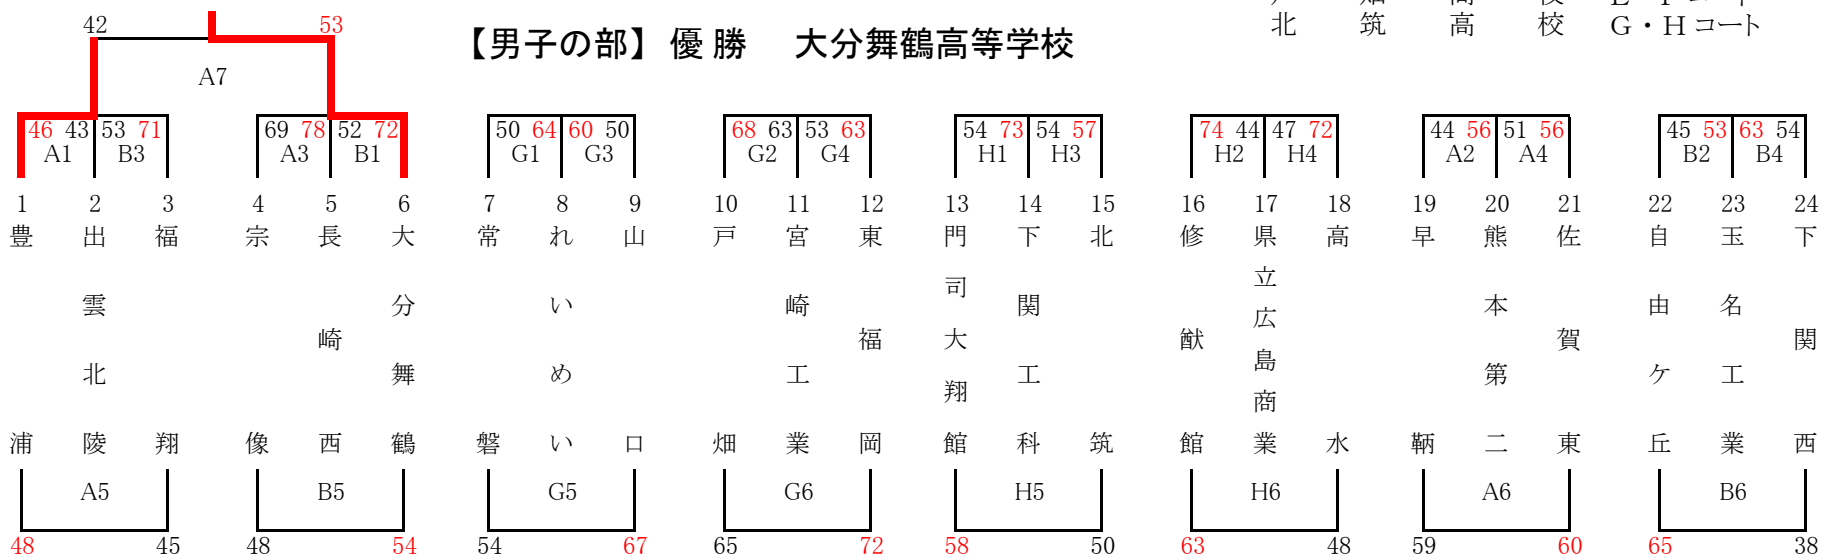 北筑高校 G・Hコート
【男子の部】優勝 大分舞鶴高等学校
42 53
A7
46 43 53 71 69 78 52 72 50 64 60 50 68 63 53 63 54 73 54 57 74 44 47 72 44 56 51 56 45 53 63 54
A1 B3 A3 B1 G1 G3 G2 G4 H1 H3 H2 H4 A2 A4 B2 B4
1 2 3 4 5 6 7 8 9 10 11 12 13 14 15 16 17 18 19 20 21 22 23 24
豊浦
出雲北陵
福翔
宗像
長崎西
大分舞鶴
常磐
れいめい
山口
戸畑
宮崎工業
東福岡
門司大翔館
下関工科
北筑
修猷館
県立広島商業
高水
早鞆
熊本第二
佐賀東
自由ケ丘
玉名工業
下関西
A5 B5 G5 G6 H5 H6 A6 B6
48 45 48 54 54 67 65 72 58 50 63 48 59 60 65 38